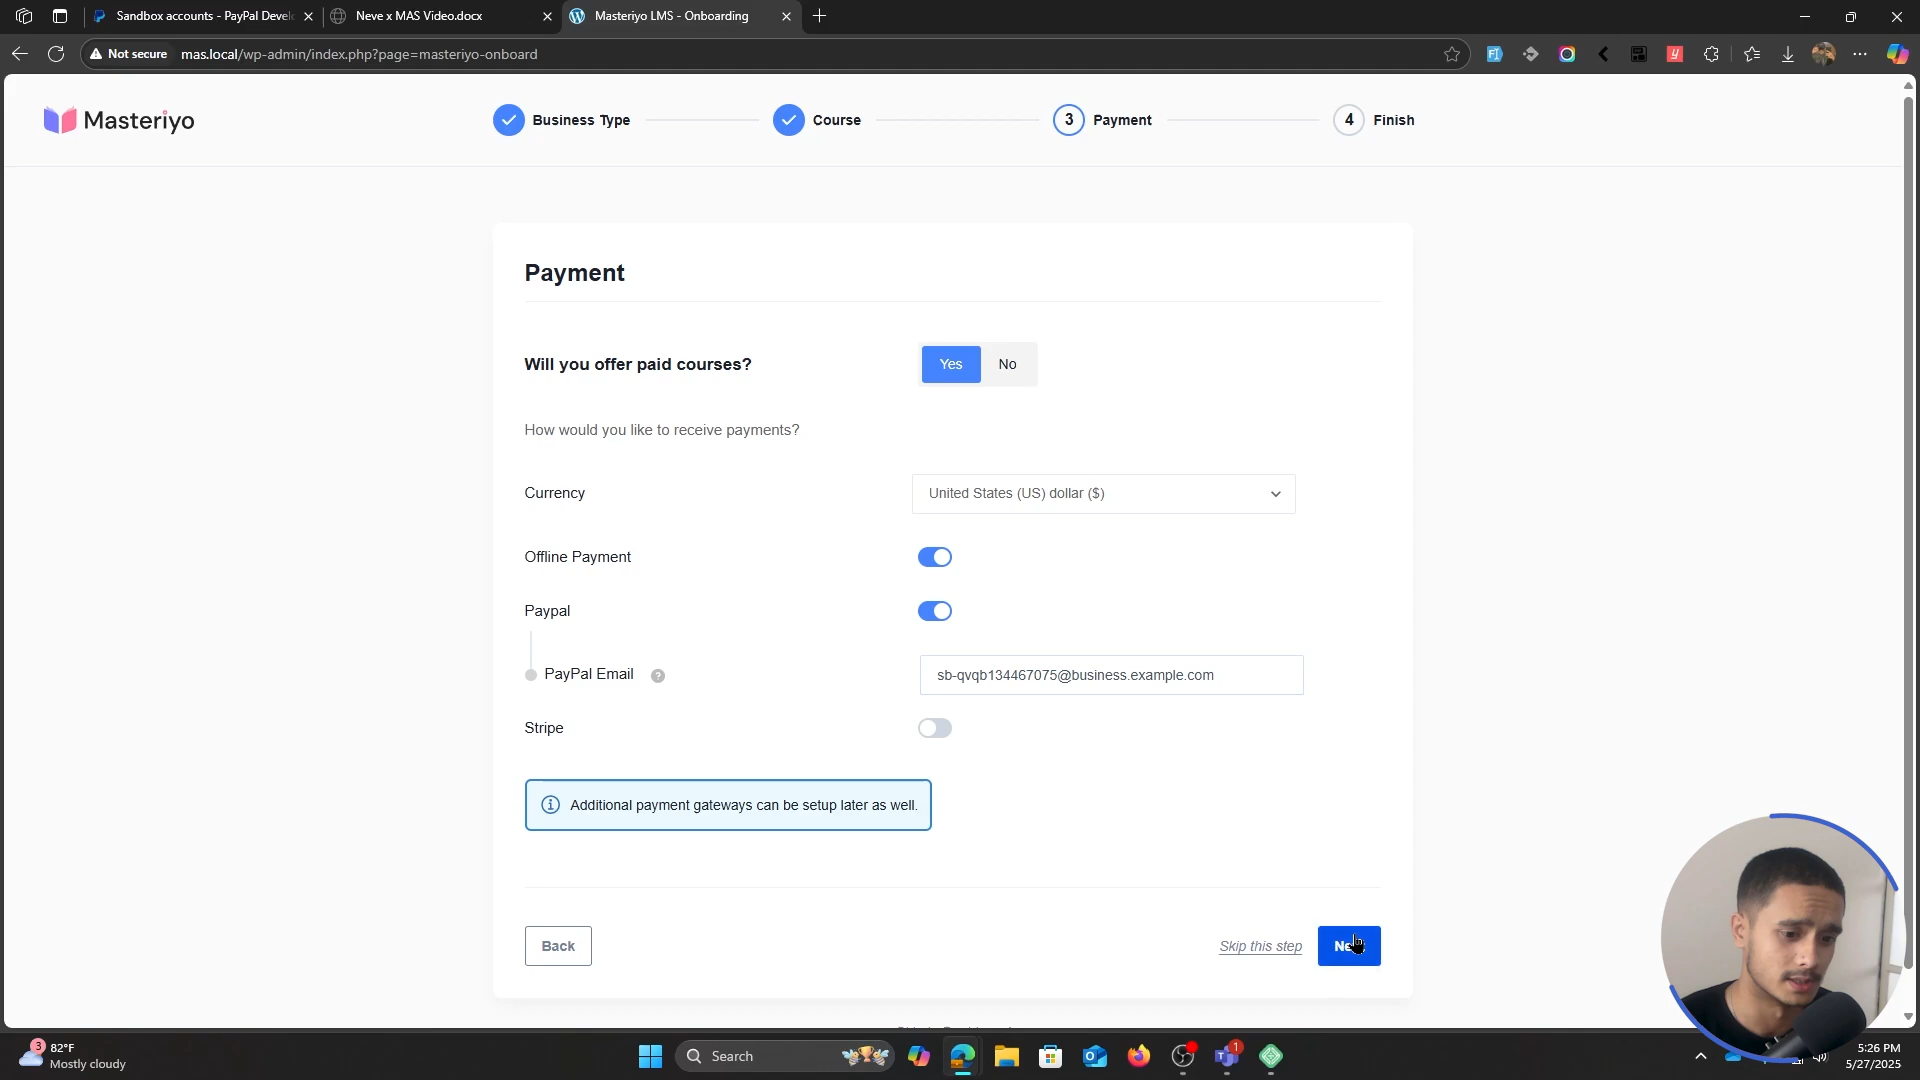 Sandbox accounts - PayPal Devel
Neve x MAS Video.docx
Masteriyo LMS - Onboarding
Not secure
mas.local/wp-admin/index.php?page=masteriyo-onboard
Masteriyo
Business Type
Course
3
Payment
4
Finish
Payment
Will you offer paid courses?
Yes
No
How would you like to receive payments?
Currency
United States (US) dollar ($)
Offline Payment
Paypal
PayPal Email
?
sb-qvqb134467075@business.example.com
Stripe
Additional payment gateways can be setup later as well.
Back
Skip this step
3
82°F
Mostly cloudy
Search
1
5:26 PM
5/27/2025